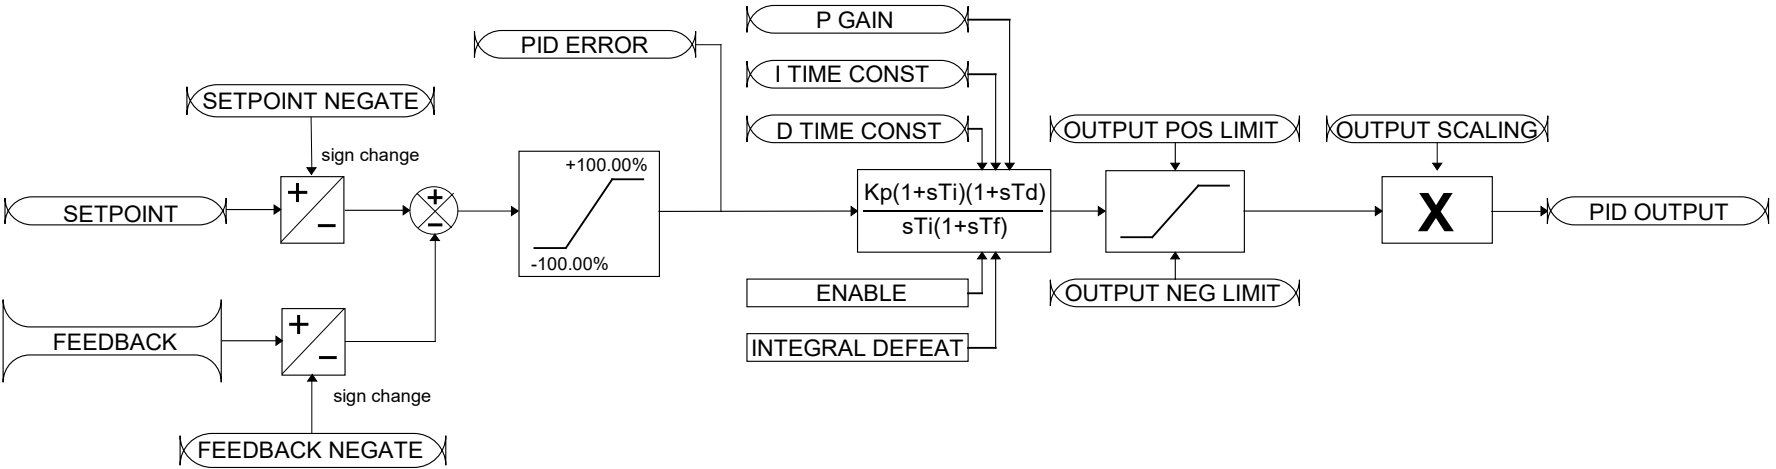 P GAIN
PID ERROR
I TIME CONST
SETPOINT NEGATE
D TIME CONST
OUTPUT POS LIMIT
OUTPUT SCALING
sign change
+100.00%
+
+
Kp(1+sTi)(1+sTd)
SETPOINT
−
−
sTi(1+sTf)
X
PID OUTPUT
-100.00%
ENABLE
OUTPUT NEG LIMIT
+
FEEDBACK
−
INTEGRAL DEFEAT
sign change
FEEDBACK NEGATE